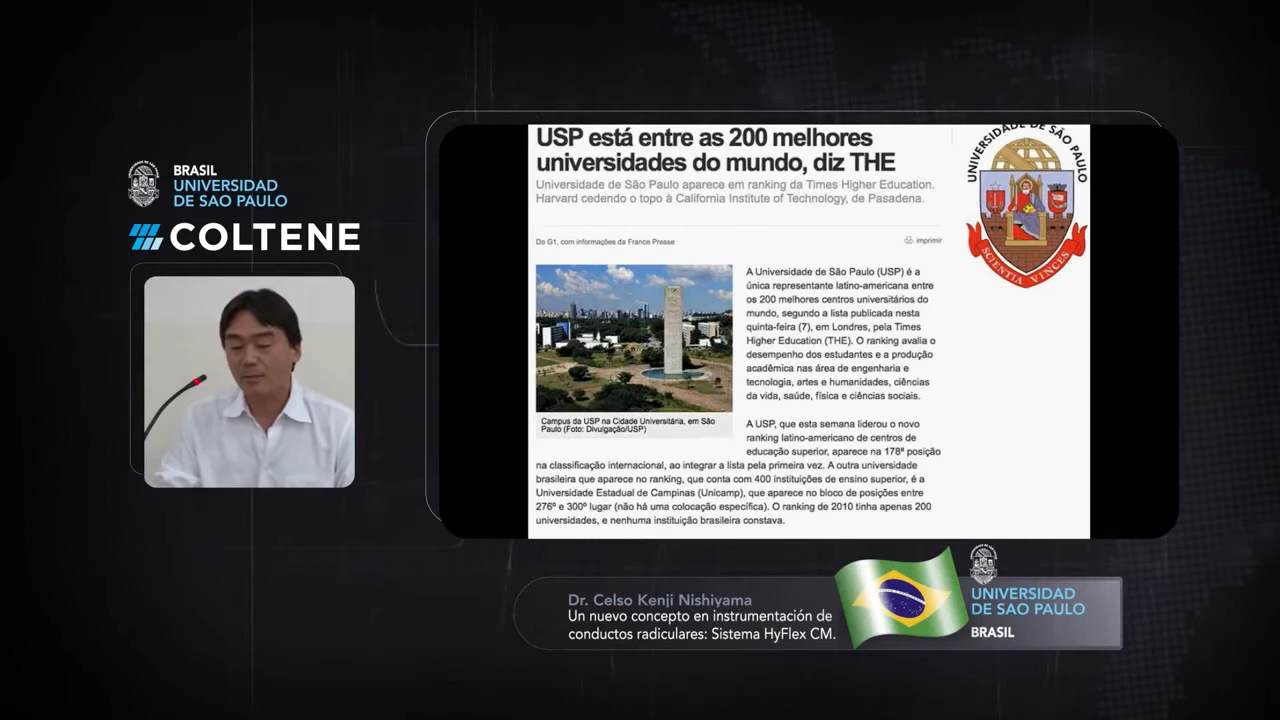 BRASIL
UNIVERSIDAD
DE SAO PAULO
COLTENE
USP está entre as 200 melhores
universidades do mundo, diz THE
Universidade de São Paulo aparece em ranking da Times Higher Education.
Harvard cedendo o topo à California Institute of Technology, de Pasadena.
Do G1, com informações da France Presse
imprimir
A Universidade de São Paulo (USP) é a
única representante latino-americana entre
os 200 melhores centros universitários do
mundo, segundo a lista publicada nesta
quinta-feira (7), em Londres, pela Times
Higher Education (THE). O ranking avalia o
desempenho dos estudantes e a produção
acadêmica nas área de engenharia e
tecnologia, artes e humanidades, ciências
da vida, saúde, física e ciências sociais.
Campus da USP na Cidade Universitária, em São
Paulo (Foto: Divulgação/USP)
A USP, que esta semana liderou o novo
ranking latino-americano de centros de
educação superior, aparece na 178ª posição
na classificação internacional, ao integrar a lista pela primeira vez. A outra universidade
brasileira que aparece no ranking, que conta com 400 instituições de ensino superior, é a
Universidade Estadual de Campinas (Unicamp), que aparece no bloco de posições entre
276º e 300º lugar (não há uma colocação específica). O ranking de 2010 tinha apenas 200
universidades, e nenhuma instituição brasileira constava.
UNIVERSIDADE DE SÃO PAULO
SCIENTIA VINCES
Dr. Celso Kenji Nishiyama
Un nuevo concepto en instrumentación de
conductos radiculares: Sistema HyFlex CM.
UNIVERSIDAD
DE SAO PAULO
BRASIL